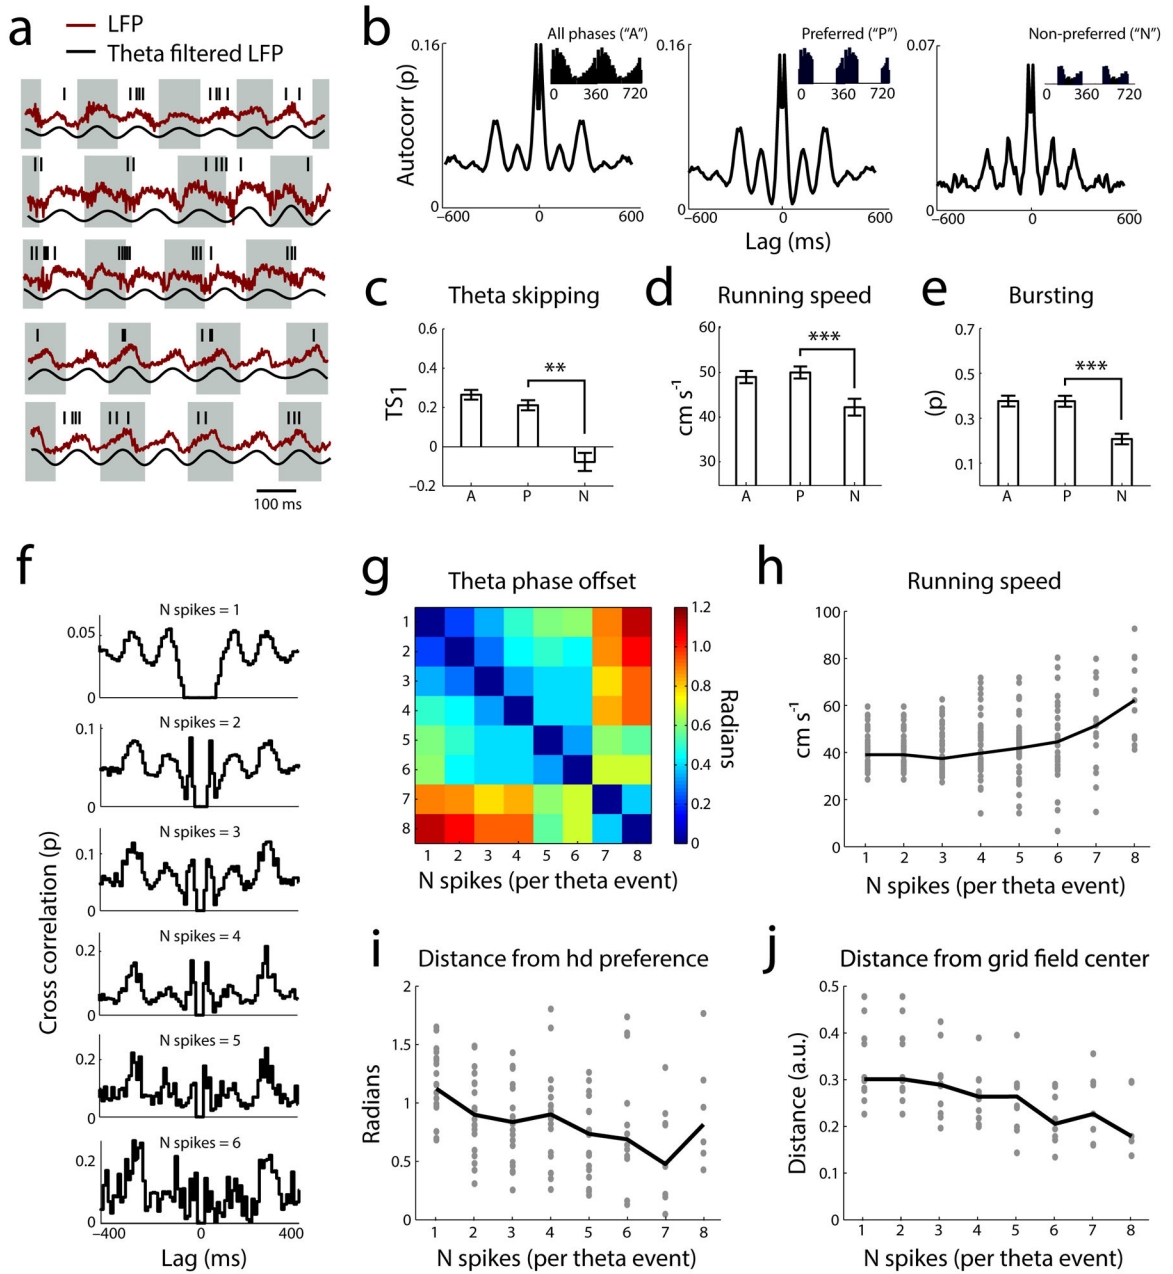 a
LFP
Theta filtered LFP
100 ms
b
All phases (“A”)
Preferred (“P”)
Non-preferred (“N”)
Autocorr (p)
0.16
0.08
0
0 360 720
−600 0 600
0.16
0
0 360 720
−600 0 600
0.07
0
0 360 720
−600 0 600
Lag (ms)
c
Theta skipping
TS1
0.6
0.4
0.2
0
−0.2
**
A P N
d
Running speed
cm s⁻¹
60
50
40
30
***
A P N
e
Bursting
(p)
0.7
0.5
0.3
0.1
***
A P N
f
Cross correlation (p)
N spikes = 1
0.05
0
N spikes = 2
0.1
0
N spikes = 3
0.1
0
N spikes = 4
0.2
0
N spikes = 5
0.2
0
N spikes = 6
0.2
0
−400 0 400
Lag (ms)
g
Theta phase offset
1
2
3
4
5
6
7
8
1 2 3 4 5 6 7 8
N spikes (per theta event)
1.2
1.0
0.8
0.6
0.4
0.2
0
Radians
h
Running speed
cm s⁻¹
100
80
60
40
20
0
1 2 3 4 5 6 7 8
N spikes (per theta event)
i
Distance from hd preference
Radians
2
1.5
1
0.5
0
1 2 3 4 5 6 7 8
N spikes (per theta event)
j
Distance from grid field center
Distance (a.u.)
0.5
0.4
0.3
0.2
0.1
0
1 2 3 4 5 6 7 8
N spikes (per theta event)